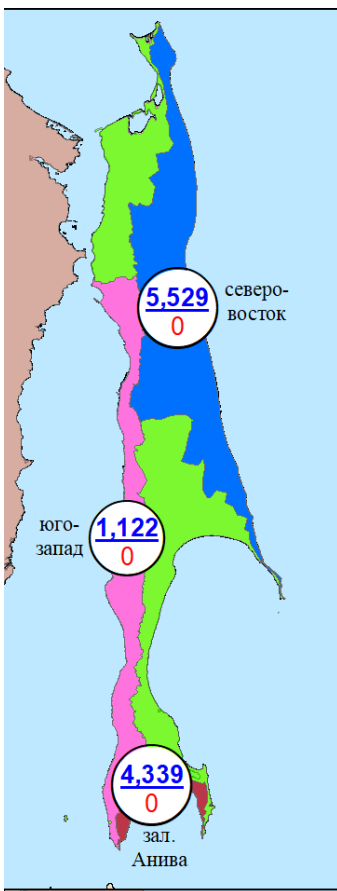 5,529
0
северо-
восток
1,122
0
юго-
запад
4,339
0
зал.
Анива